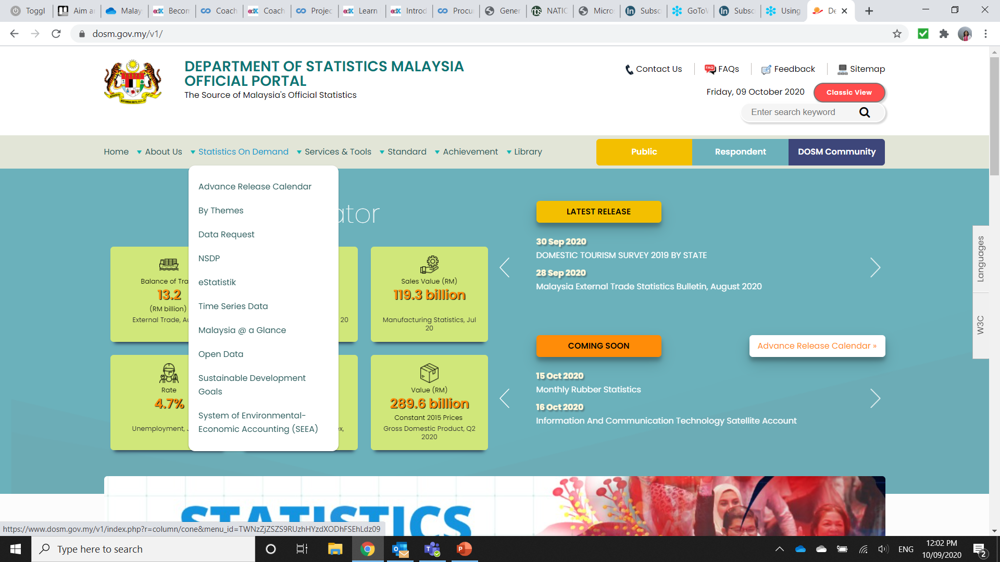 Toggl
Aim ar
Malay
Becom
Coach
Coach
Projec
Learn
Introd
Procur
Gener
NATIC
Micro
Subsc
GoToW
Subsc
Using
De
dosm.gov.my/v1/
DEPARTMENT OF STATISTICS MALAYSIA
OFFICIAL PORTAL
The Source of Malaysia's Official Statistics
Contact Us
FAQs
Feedback
Sitemap
Friday, 09 October 2020
Classic View
Enter search keyword
Home
About Us
Statistics On Demand
Services & Tools
Standard
Achievement
Library
Public
Respondent
DOSM Community
Advance Release Calendar
By Themes
Data Request
NSDP
eStatistik
Time Series Data
Malaysia @ a Glance
Open Data
Sustainable Development
Goals
System of Environmental-
Economic Accounting (SEEA)
ator
Balance of Tra
13.2
(RM billion)
External Trade, Au
20
Sales Value (RM)
119.3 billion
Manufacturing Statistics, Jul
20
Rate
4.7%
Unemployment, J
ex,
Value (RM)
289.6 billion
Constant 2015 Prices
Gross Domestic Product, Q2
2020
LATEST RELEASE
30 Sep 2020
DOMESTIC TOURISM SURVEY 2019 BY STATE
28 Sep 2020
Malaysia External Trade Statistics Bulletin, August 2020
COMING SOON
Advance Release Calendar »
15 Oct 2020
Monthly Rubber Statistics
16 Oct 2020
Information And Communication Technology Satellite Account
Languages
W3C
STATISTICS
https://www.dosm.gov.my/v1/index.php?r=column/cone&menu_id=TWNzZjZSZS9RUzhHYzdXODhFSEhLdz09
Type here to search
ENG
12:02 PM
10/09/2020
2